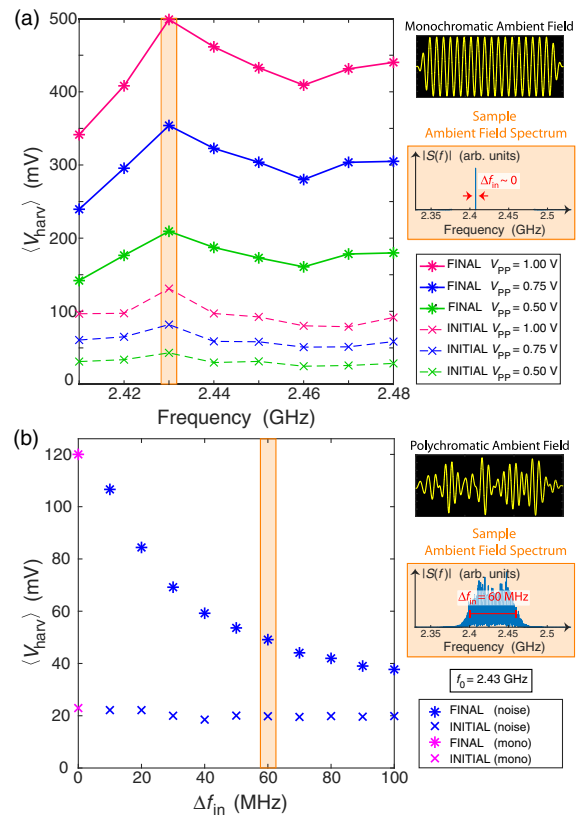 (a)
500
400
300
200
100
0
⟨V_harv⟩ (mV)
2.42
2.44
2.46
2.48
Frequency (GHz)
Monochromatic Ambient Field
Sample
Ambient Field Spectrum
|S(f)| (arb. units)
Δf_in ~ 0
2.35
2.4
2.45
2.5
Frequency (GHz)
FINAL V_PP = 1.00 V
FINAL V_PP = 0.75 V
FINAL V_PP = 0.50 V
INITIAL V_PP = 1.00 V
INITIAL V_PP = 0.75 V
INITIAL V_PP = 0.50 V
(b)
120
100
80
60
40
20
0
⟨V_harv⟩ (mV)
0
20
40
60
80
100
Δf_in (MHz)
Polychromatic Ambient Field
Sample
Ambient Field Spectrum
|S(f)| (arb. units)
Δf_in = 60 MHz
2.35
2.4
2.45
2.5
Frequency (GHz)
f_0 = 2.43 GHz
FINAL (noise)
INITIAL (noise)
FINAL (mono)
INITIAL (mono)